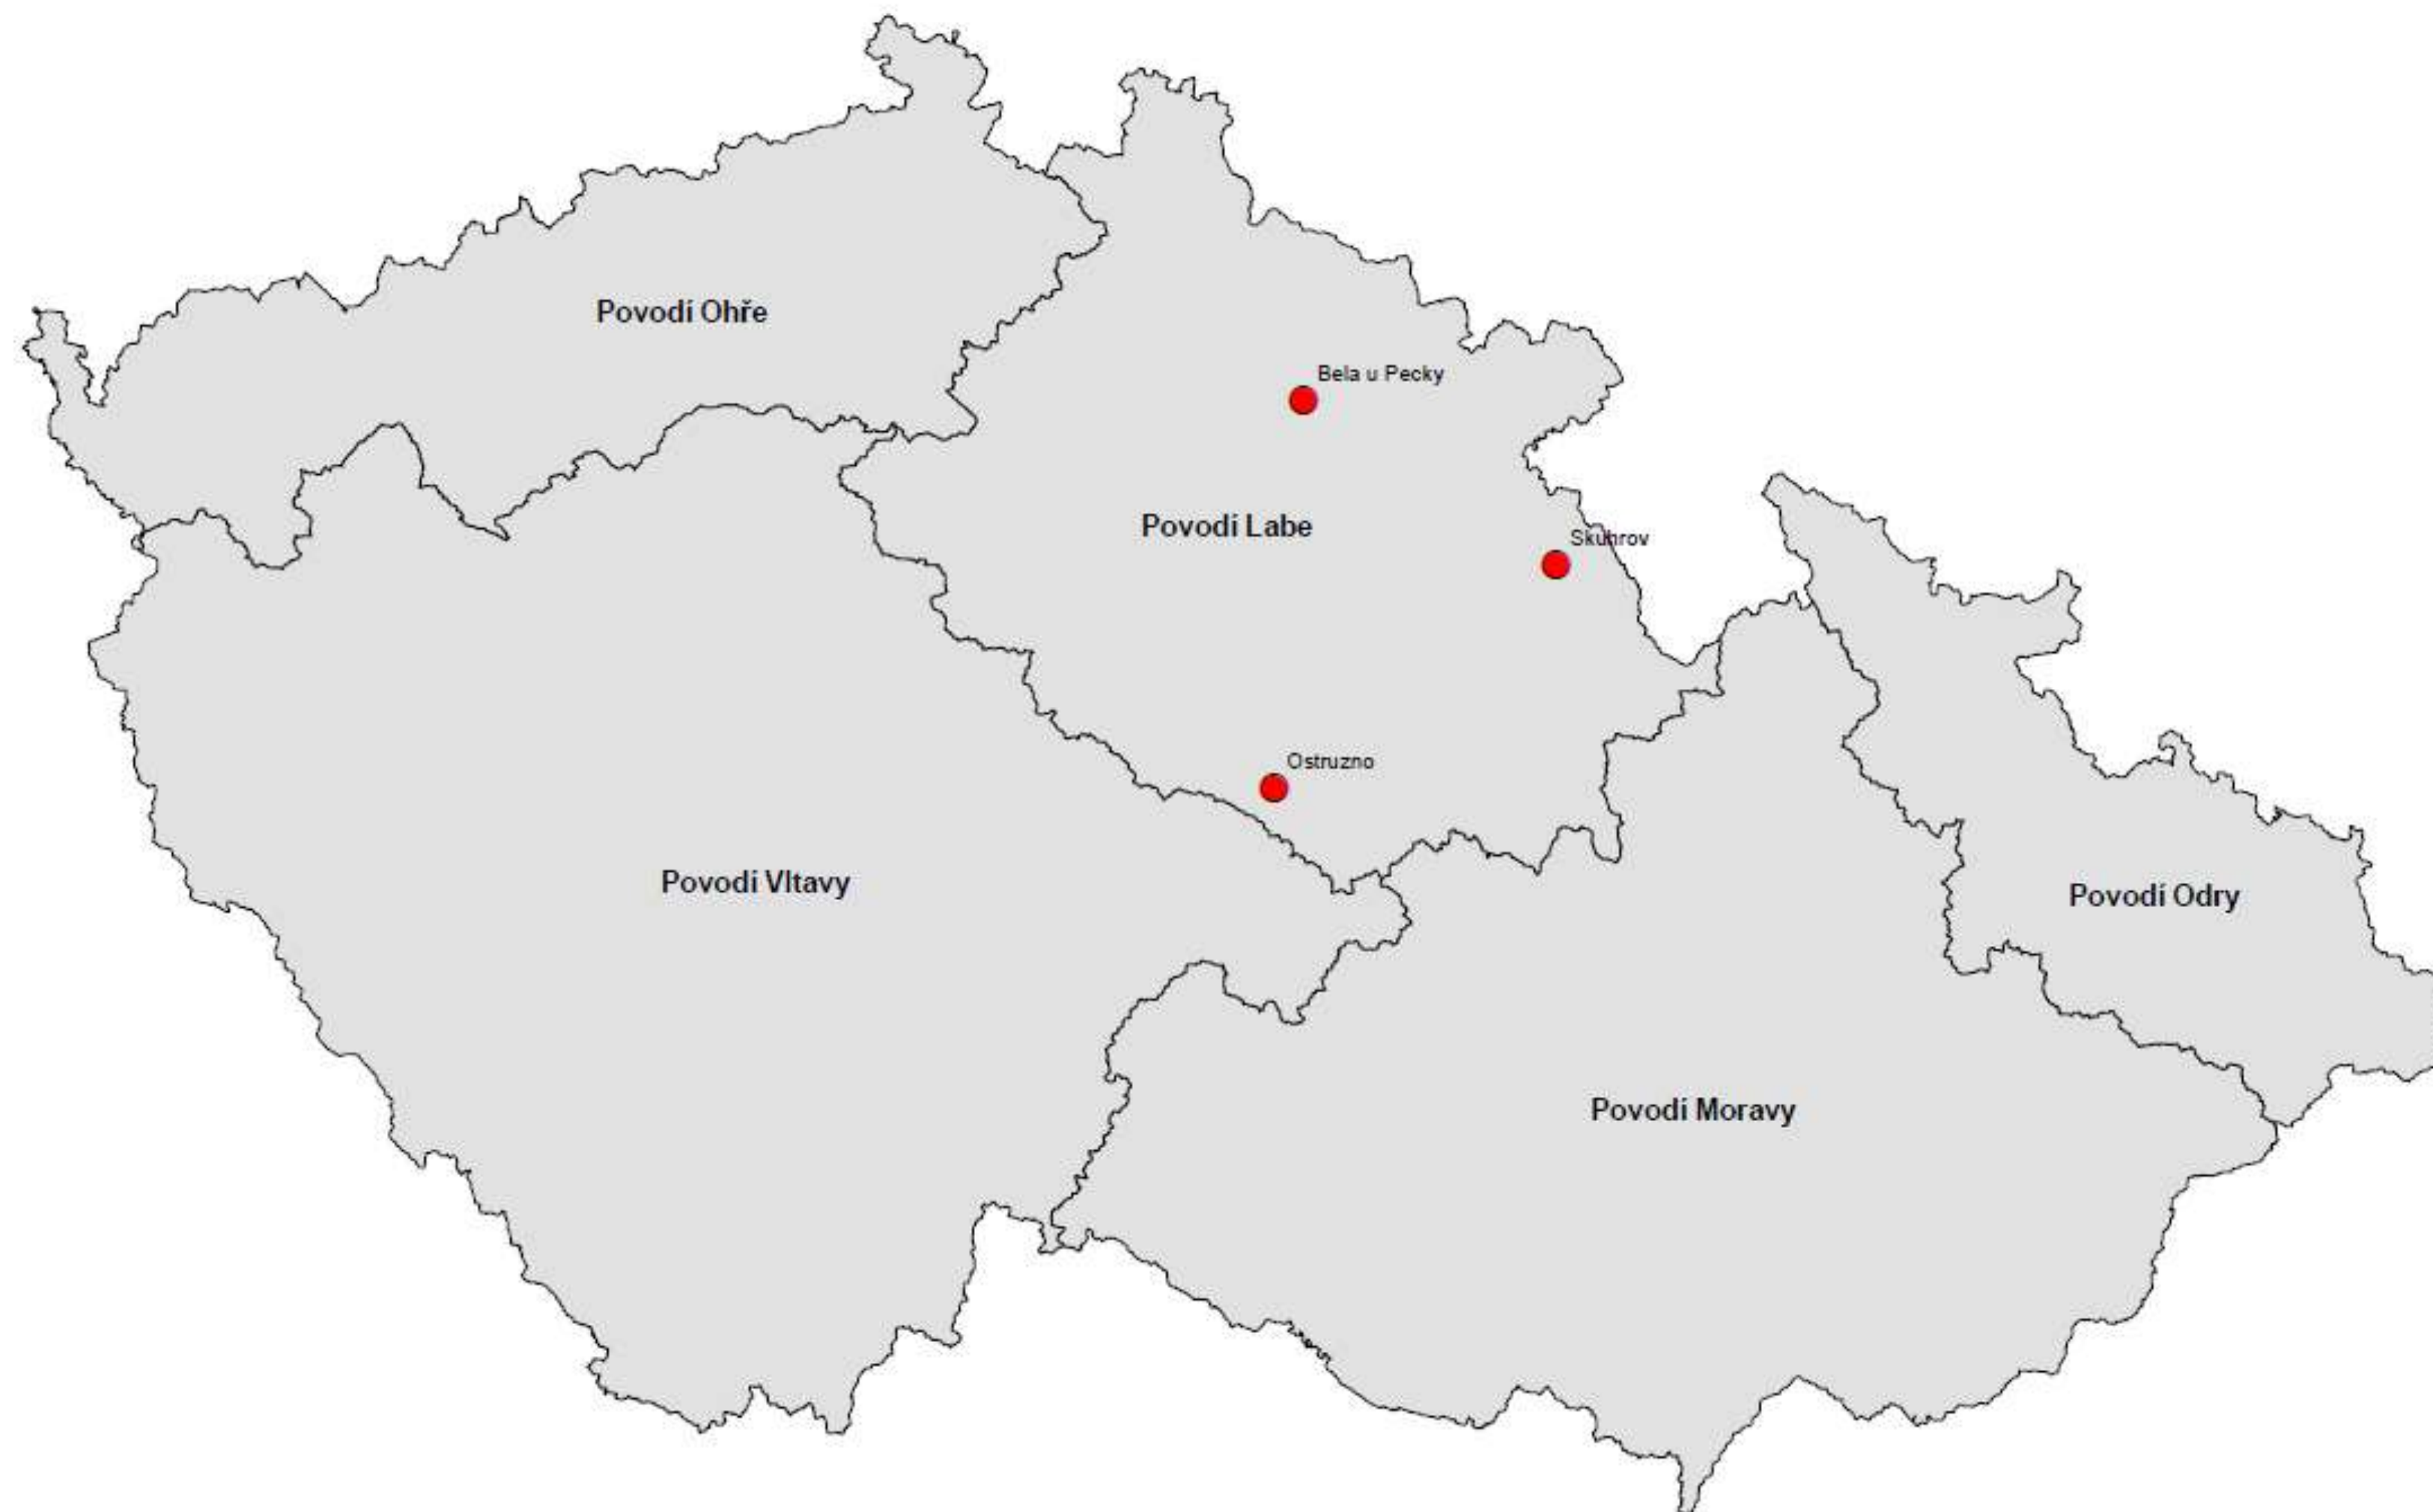 Povodí Ohře
Bela u Pecky
Povodí Labe
Skuhrov
Ostruzno
Povodí Vltavy
Povodí Odry
Povodí Moravy